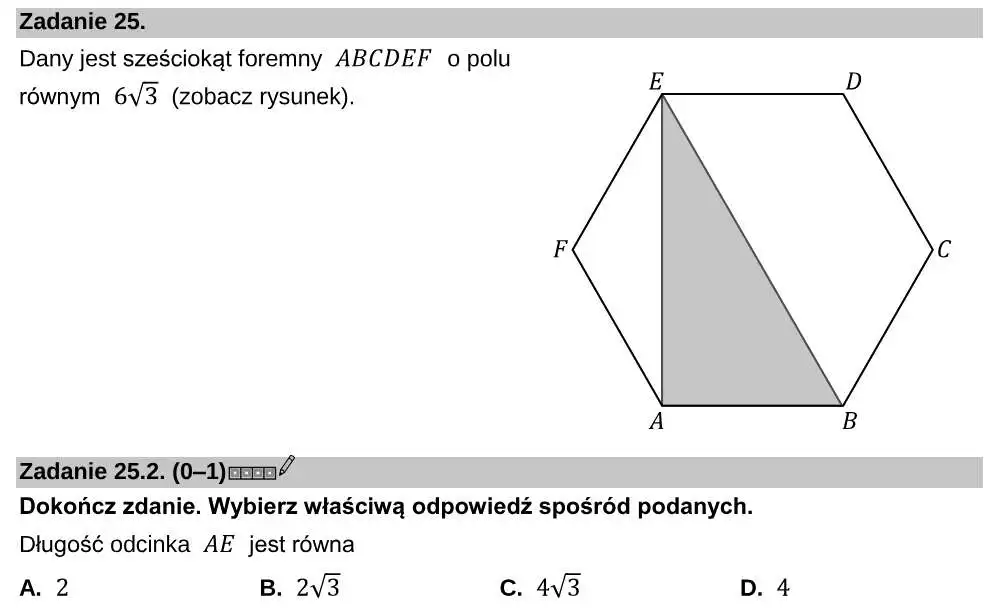 Zadanie 25.
Dany jest sześciokąt foremny ABCDEF o polu
równym 6√3 (zobacz rysunek).
E D
F C
A B
Zadanie 25.2. (0–1)
Dokończ zdanie. Wybierz właściwą odpowiedź spośród podanych.
Długość odcinka AE jest równa
A. 2 B. 2√3 C. 4√3 D. 4